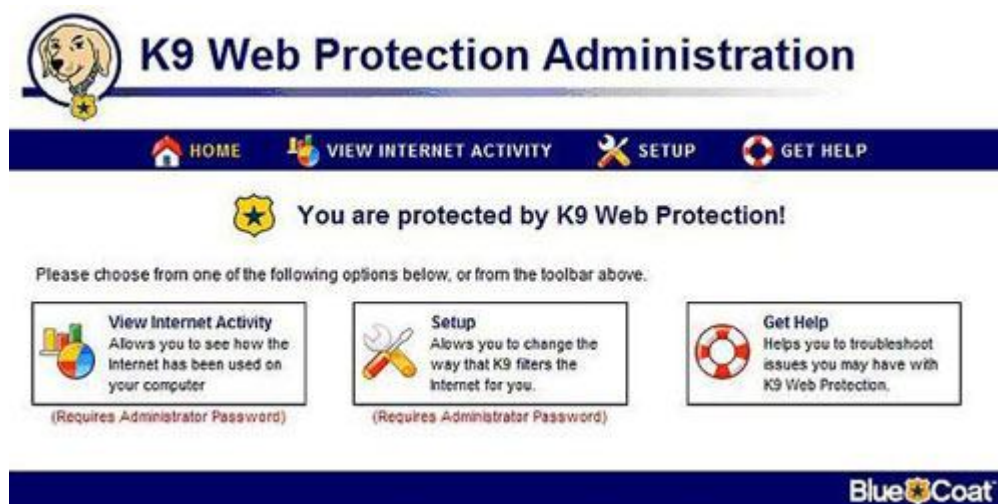 K9 Web Protection Administration
HOME
VIEW INTERNET ACTIVITY
SETUP
GET HELP
You are protected by K9 Web Protection!
Please choose from one of the following options below, or from the toolbar above.
View Internet Activity
Allows you to see how the
Internet has been used on
your computer
(Requires Administrator Password)
Setup
Allows you to change the
way that K9 filters the
Internet for you.
(Requires Administrator Password)
Get Help
Helps you to troubleshoot
issues you may have with
K9 Web Protection.
Blue Coat